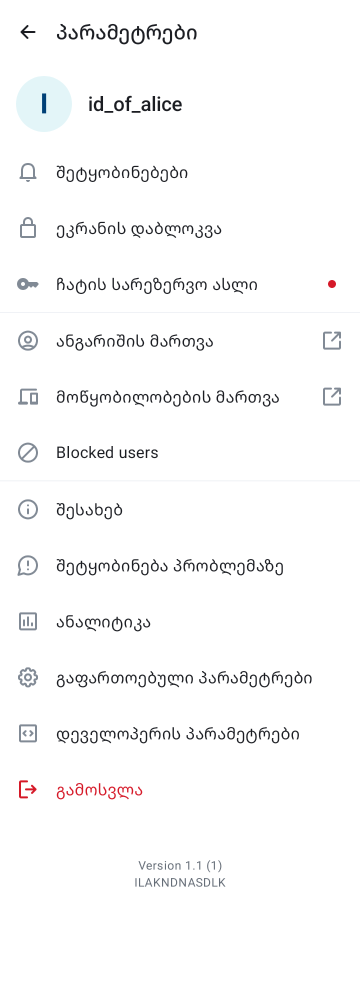 პარამეტრები
I
id_of_alice
შეტყობინებები
ეკრანის დაბლოკვა
ჩატის სარეზერვო ასლი
ანგარიშის მართვა
მოწყობილობების მართვა
Blocked users
შესახებ
შეტყობინება პრობლემაზე
ანალიტიკა
გაფართოებული პარამეტრები
დეველოპერის პარამეტრები
გამოსვლა
Version 1.1 (1)
ILAKNDNASDLK